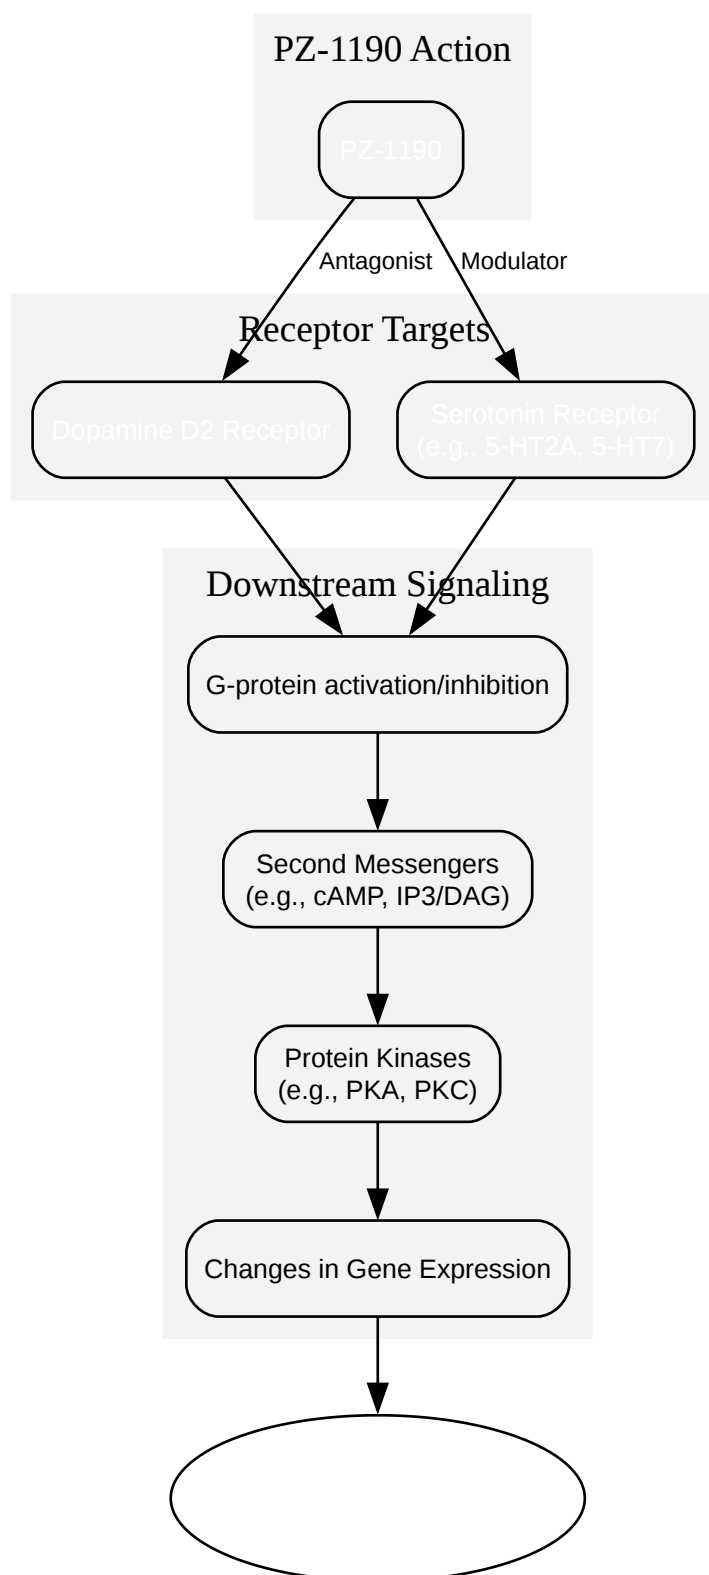 PZ-1190 Action
PZ-1190
Antagonist
Modulator
Receptor Targets
Dopamine D2 Receptor
Serotonin Receptor
(e.g., 5-HT2A, 5-HT7)
Downstream Signaling
G-protein activation/inhibition
Second Messengers
(e.g., cAMP, IP3/DAG)
Protein Kinases
(e.g., PKA, PKC)
Changes in Gene Expression